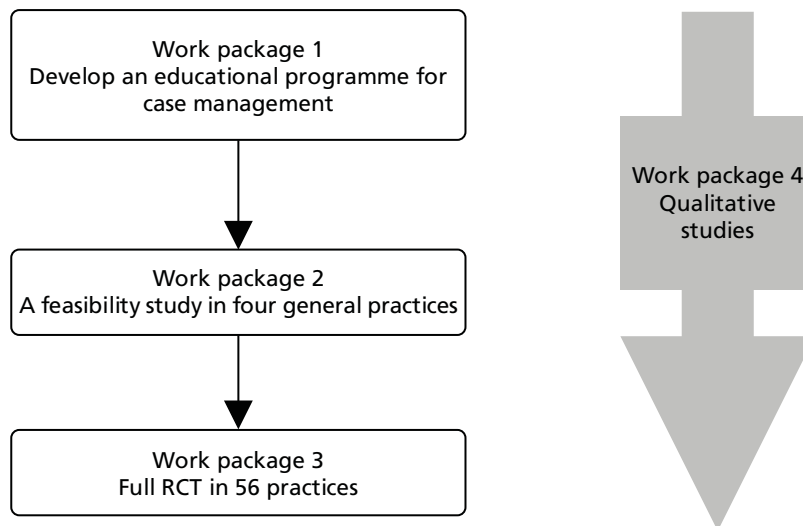 Work package 1
Develop an educational programme for
case management
Work package 2
A feasibility study in four general practices
Work package 3
Full RCT in 56 practices
Work package 4
Qualitative
studies